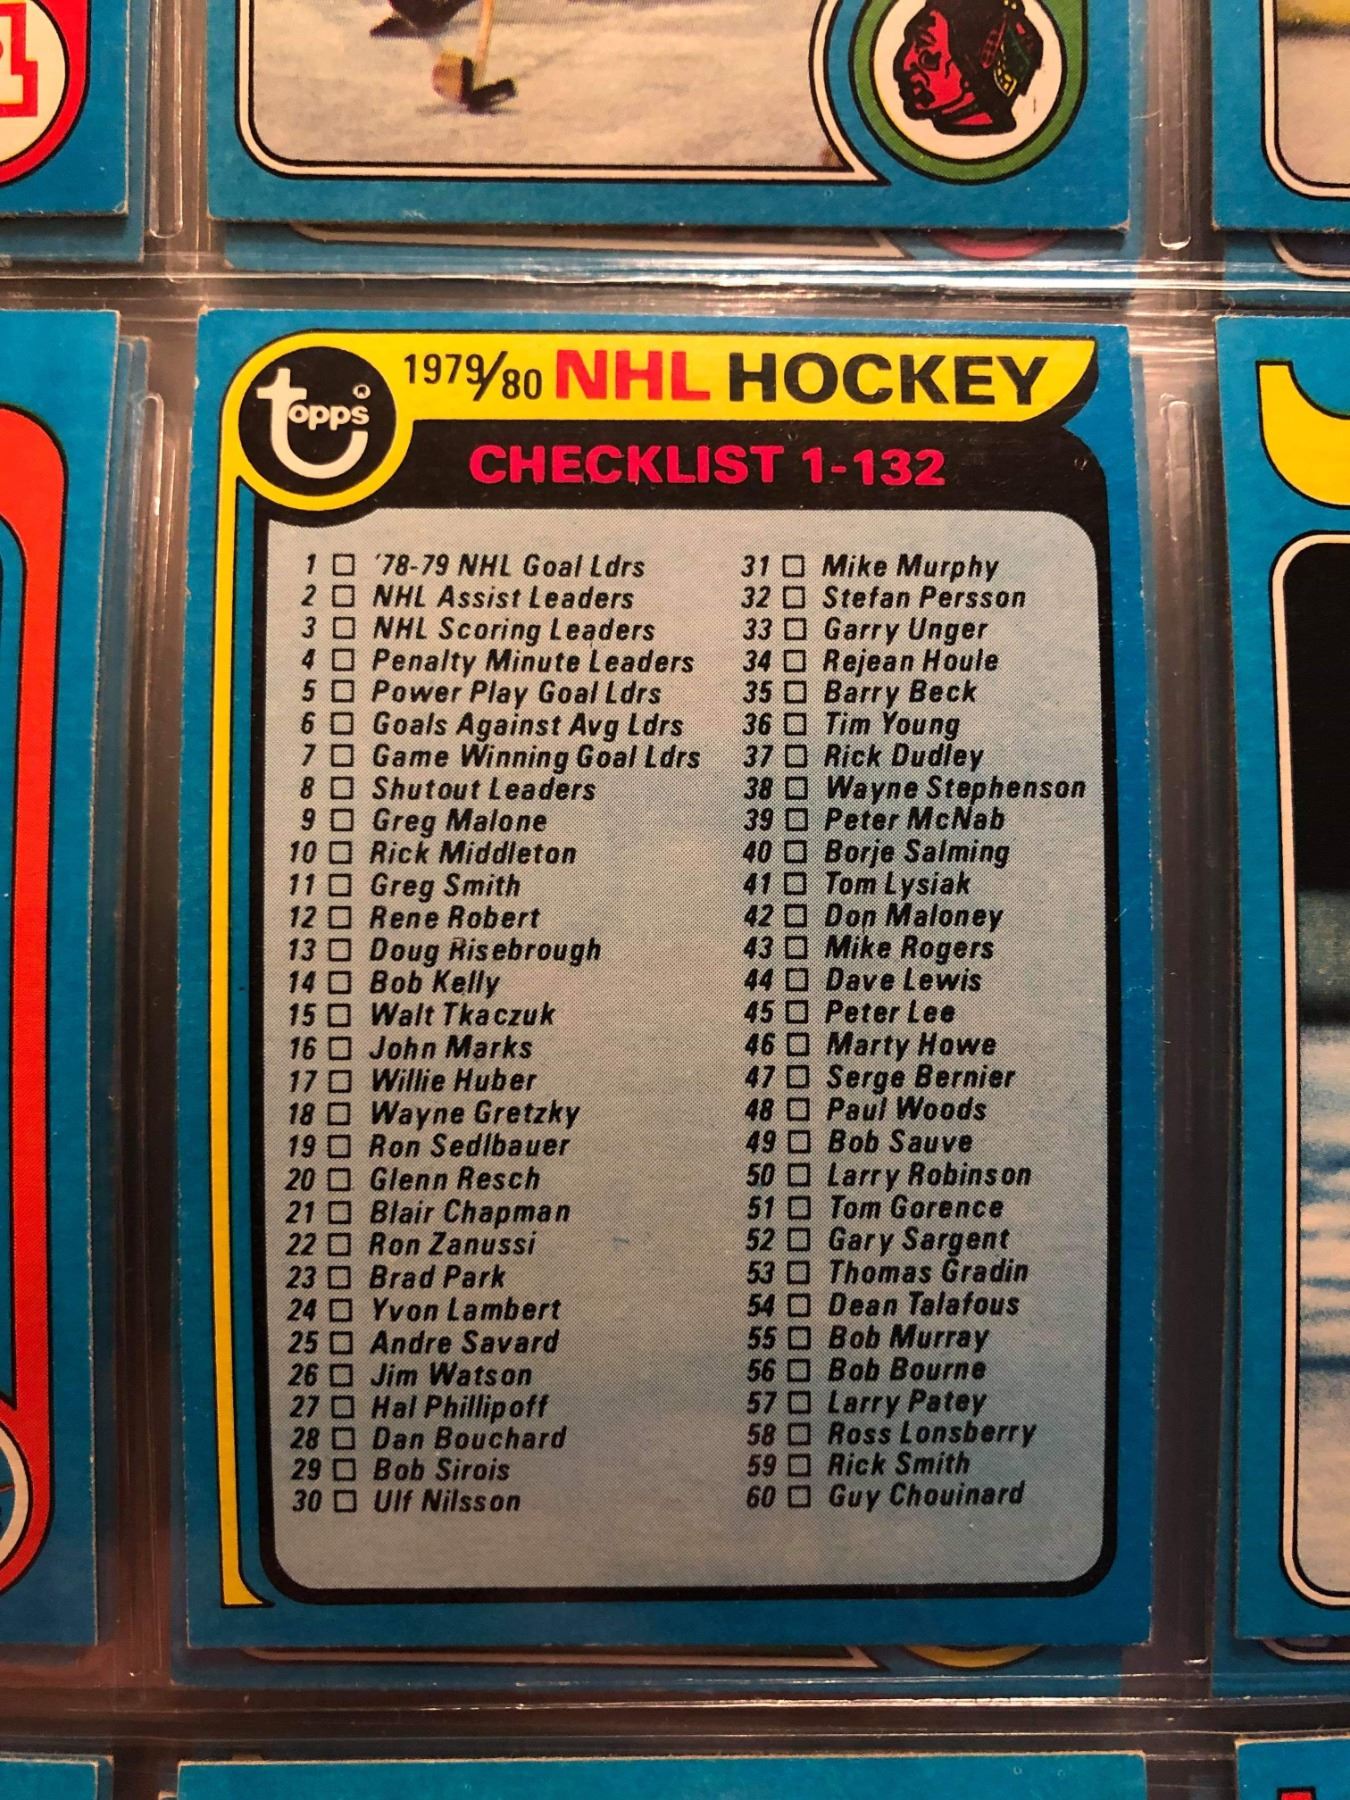 topps
1979/80 NHL HOCKEY
CHECKLIST 1-132
1 □ '78-79 NHL Goal Ldrs
2 □ NHL Assist Leaders
3 □ NHL Scoring Leaders
4 □ Penalty Minute Leaders
5 □ Power Play Goal Ldrs
6 □ Goals Against Avg Ldrs
7 □ Game Winning Goal Ldrs
8 □ Shutout Leaders
9 □ Greg Malone
10 □ Rick Middleton
11 □ Greg Smith
12 □ Rene Robert
13 □ Doug Risebrough
14 □ Bob Kelly
15 □ Walt Tkaczuk
16 □ John Marks
17 □ Willie Huber
18 □ Wayne Gretzky
19 □ Ron Sedlbauer
20 □ Glenn Resch
21 □ Blair Chapman
22 □ Ron Zanussi
23 □ Brad Park
24 □ Yvon Lambert
25 □ Andre Savard
26 □ Jim Watson
27 □ Hal Phillipoff
28 □ Dan Bouchard
29 □ Bob Sirois
30 □ Ulf Nilsson
31 □ Mike Murphy
32 □ Stefan Persson
33 □ Garry Unger
34 □ Rejean Houle
35 □ Barry Beck
36 □ Tim Young
37 □ Rick Dudley
38 □ Wayne Stephenson
39 □ Peter McNab
40 □ Borje Salming
41 □ Tom Lysiak
42 □ Don Maloney
43 □ Mike Rogers
44 □ Dave Lewis
45 □ Peter Lee
46 □ Marty Howe
47 □ Serge Bernier
48 □ Paul Woods
49 □ Bob Sauve
50 □ Larry Robinson
51 □ Tom Gorence
52 □ Gary Sargent
53 □ Thomas Gradin
54 □ Dean Talafous
55 □ Bob Murray
56 □ Bob Bourne
57 □ Larry Patey
58 □ Ross Lonsberry
59 □ Rick Smith
60 □ Guy Chouinard